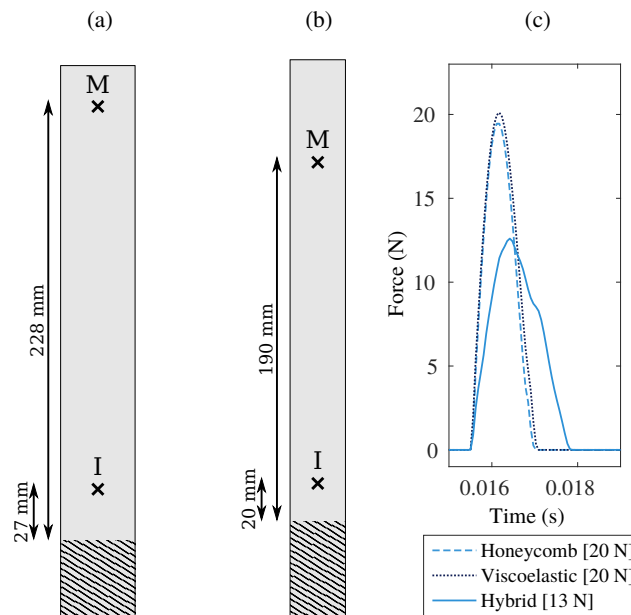 (a)
M
228 mm
I
27 mm
(b)
M
190 mm
I
20 mm
(c)
20
15
10
5
0
Force (N)
0.016 0.018
Time (s)
Honeycomb [20 N]
Viscoelastic [20 N]
Hybrid [13 N]